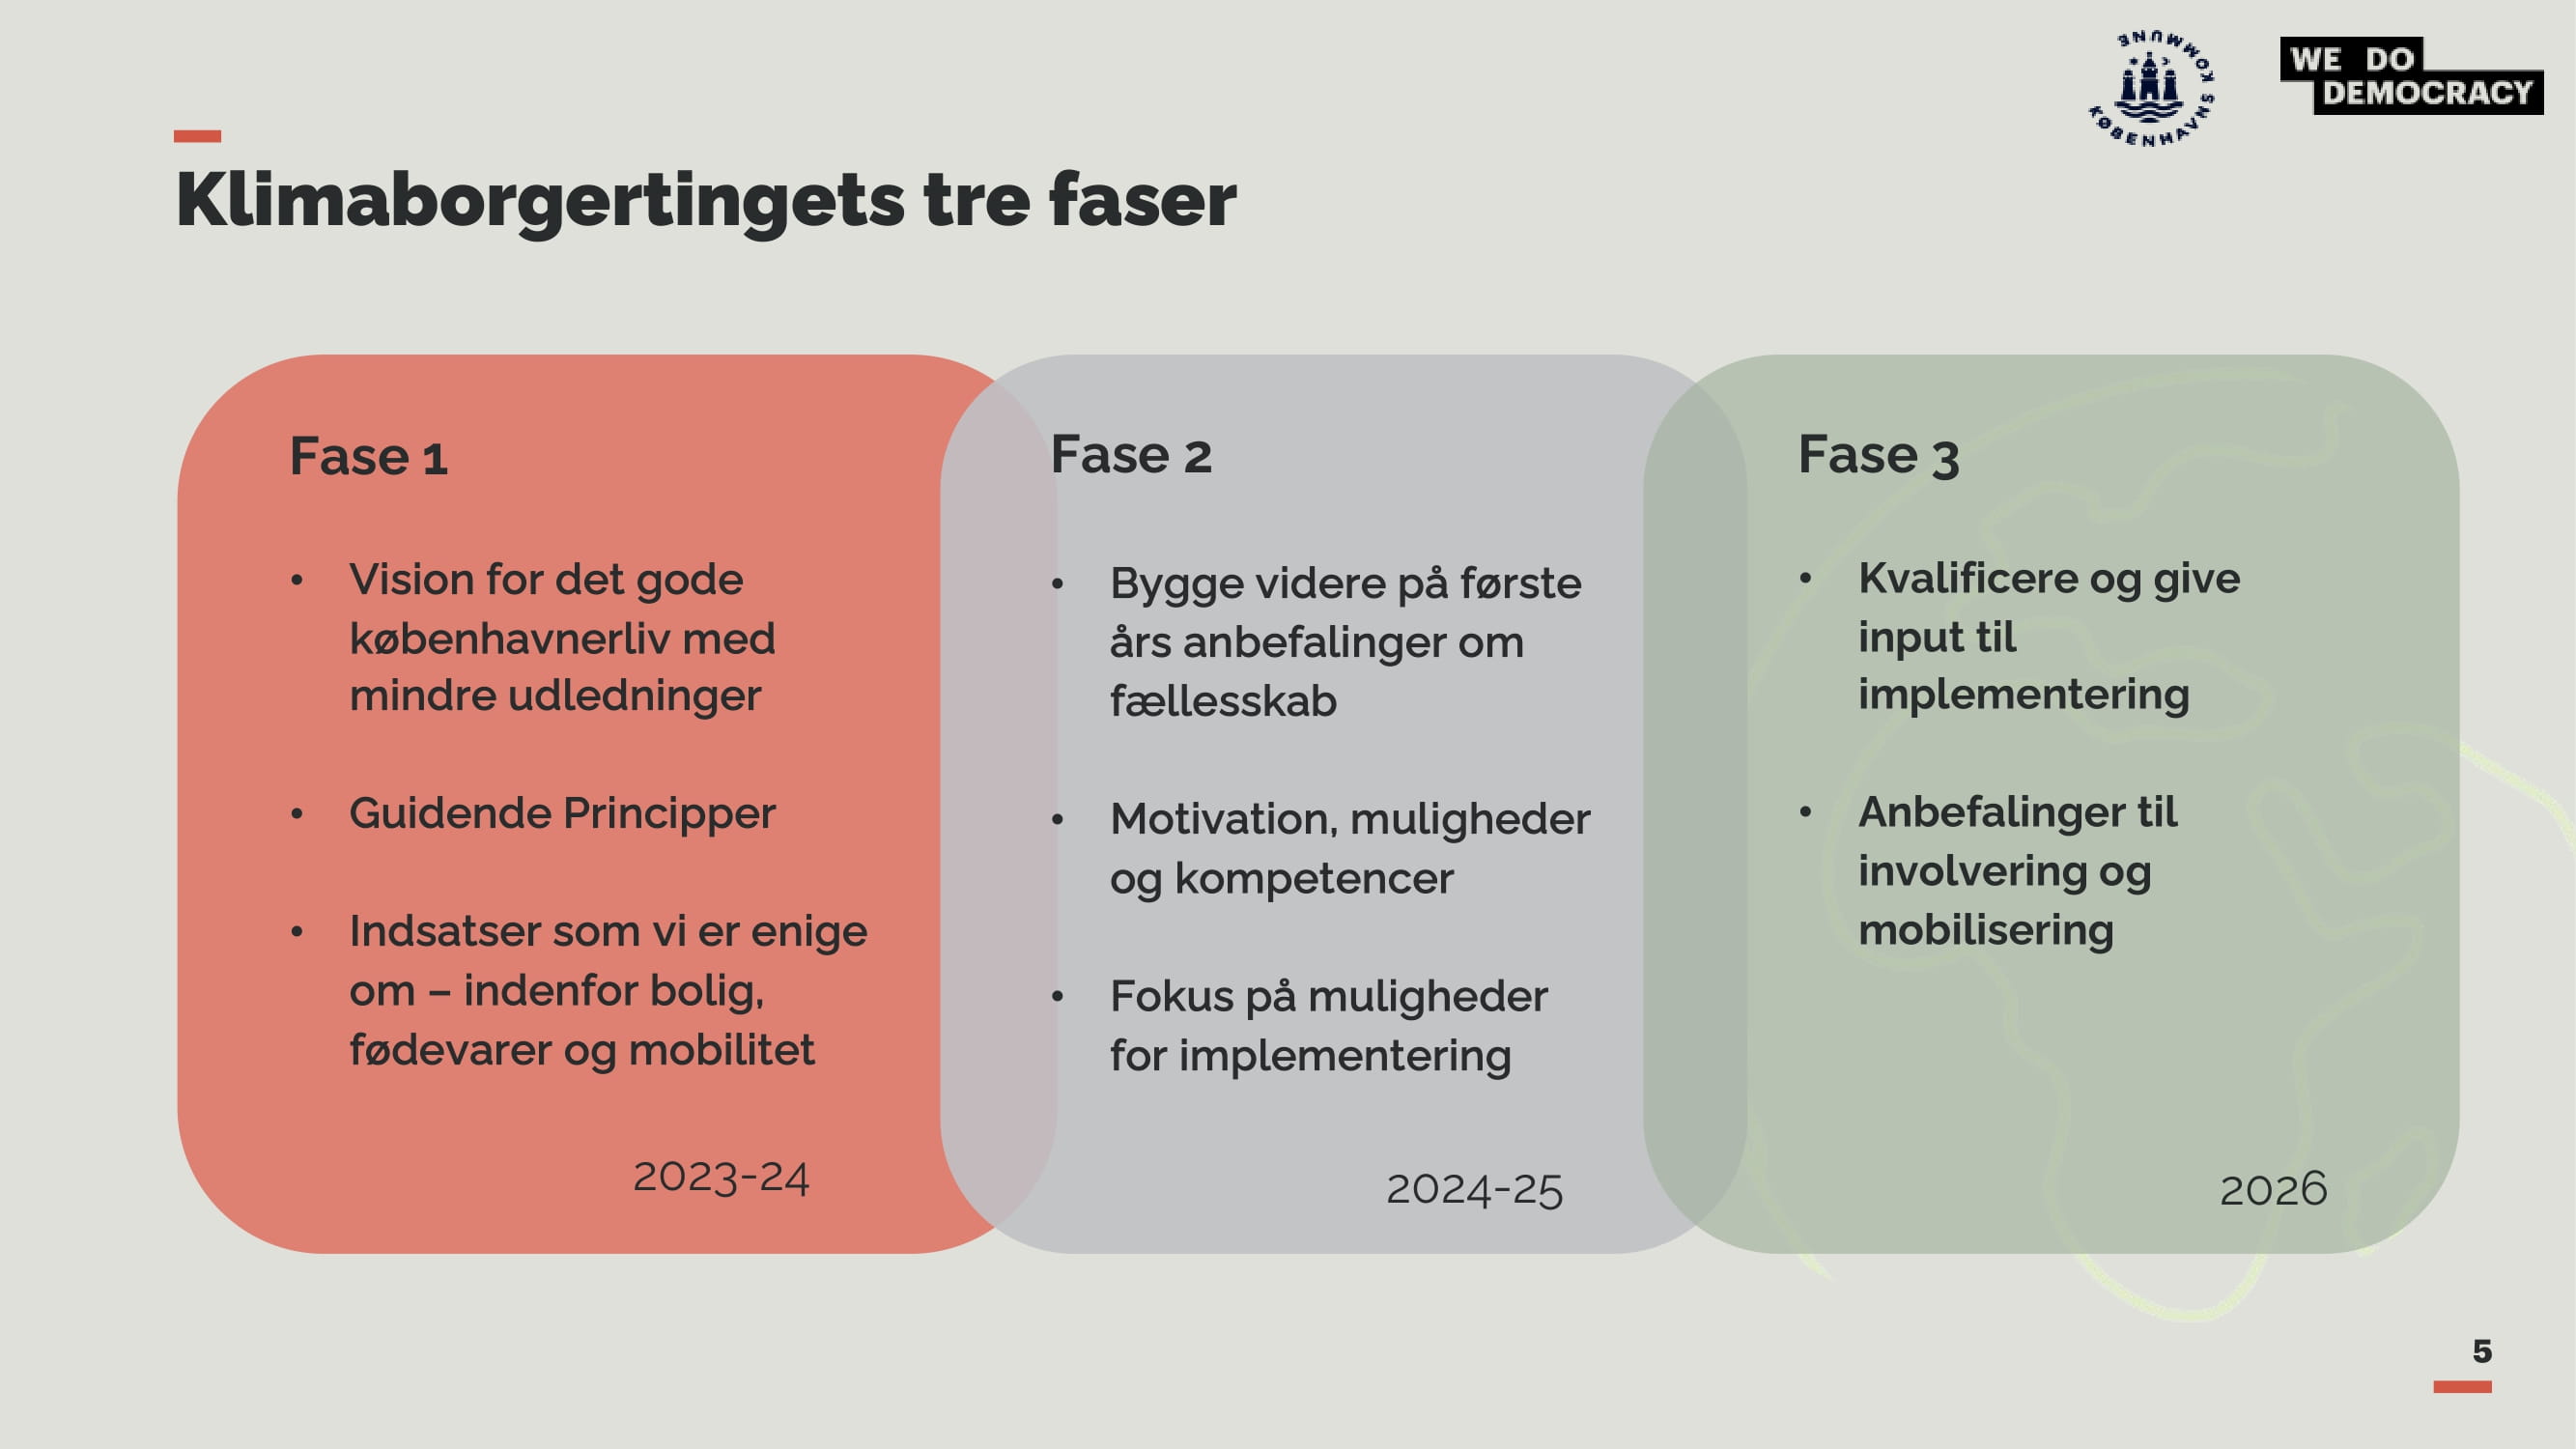 KØBENHAVNS KOMMUNE
WE DO
DEMOCRACY
Klimaborgertingets tre faser
Fase 1
• Vision for det gode
københavnerliv med
mindre udledninger
• Guidende Principper
• Indsatser som vi er enige
om – indenfor bolig,
fødevarer og mobilitet
2023-24
Fase 2
• Bygge videre på første
års anbefalinger om
fællesskab
• Motivation, muligheder
og kompetencer
• Fokus på muligheder
for implementering
2024-25
Fase 3
• Kvalificere og give
input til
implementering
• Anbefalinger til
involvering og
mobilisering
2026
5